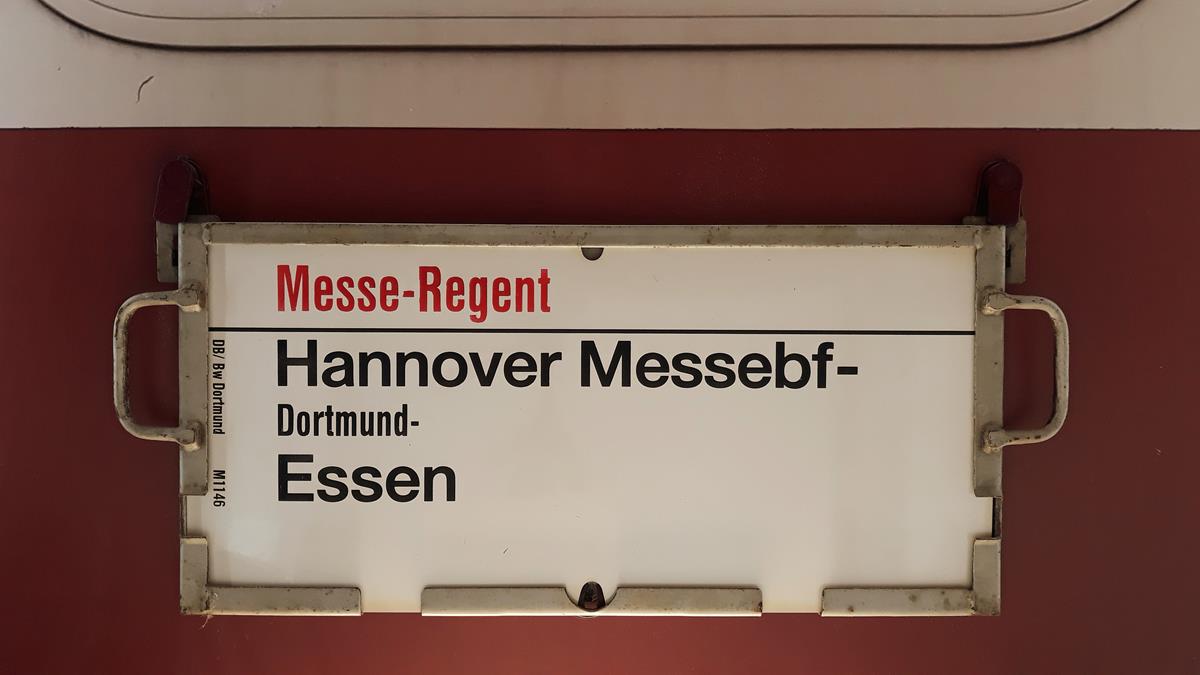 Messe-Regent
Hannover Messebf-
Dortmund-
Essen
DB/ Bw Dortmund M1146